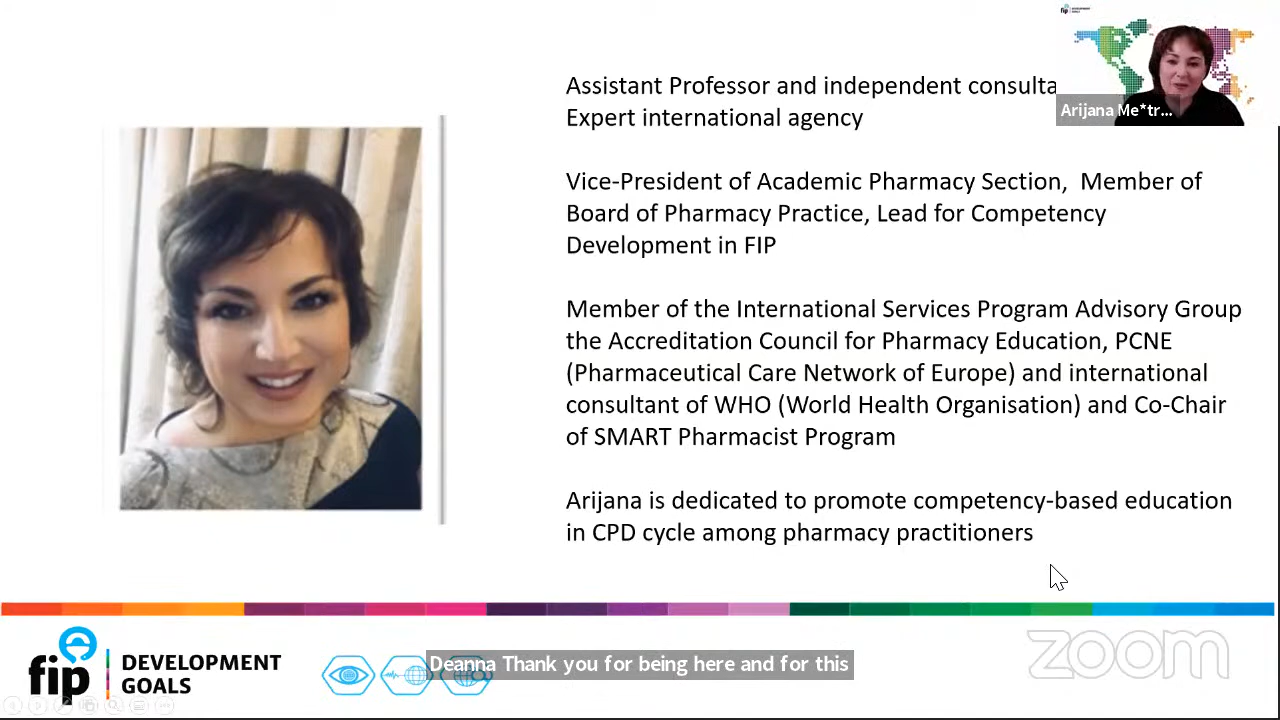 fip
DEVELOPMENT
GOALS
Arijana Me*tr...
Assistant Professor and independent consulta
Expert international agency
Vice-President of Academic Pharmacy Section, Member of
Board of Pharmacy Practice, Lead for Competency
Development in FIP
Member of the International Services Program Advisory Group
the Accreditation Council for Pharmacy Education, PCNE
(Pharmaceutical Care Network of Europe) and international
consultant of WHO (World Health Organisation) and Co-Chair
of SMART Pharmacist Program
Arijana is dedicated to promote competency-based education
in CPD cycle among pharmacy practitioners
fip
DEVELOPMENT
GOALS
Deanna Thank you for being here and for this
zoom